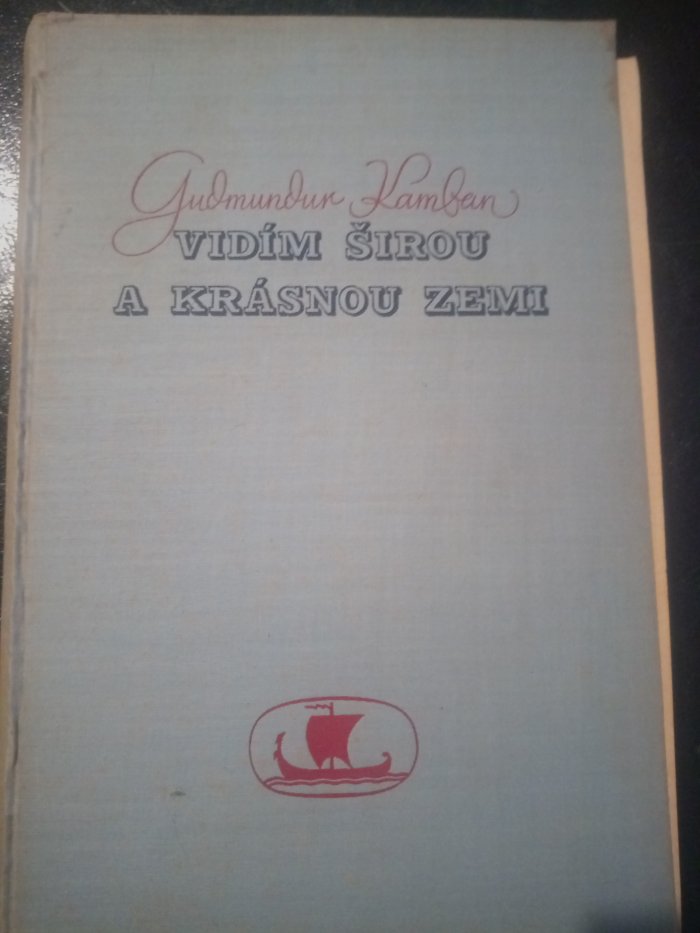 Gudmundur Kamban
VIDÍM ŠIROU
A KRÁSNOU ZEMI